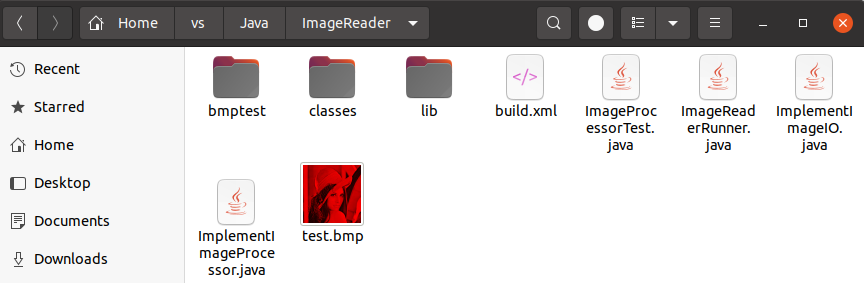 Home vs Java ImageReader
Recent
Starred
Home
Desktop
Documents
Downloads
bmptest
classes
lib
</>
build.xml
ImageProc
essorTest.
java
ImageRead
erRunner.
java
ImplementI
mageIO.
java
ImplementI
mageProce
ssor.java
test.bmp